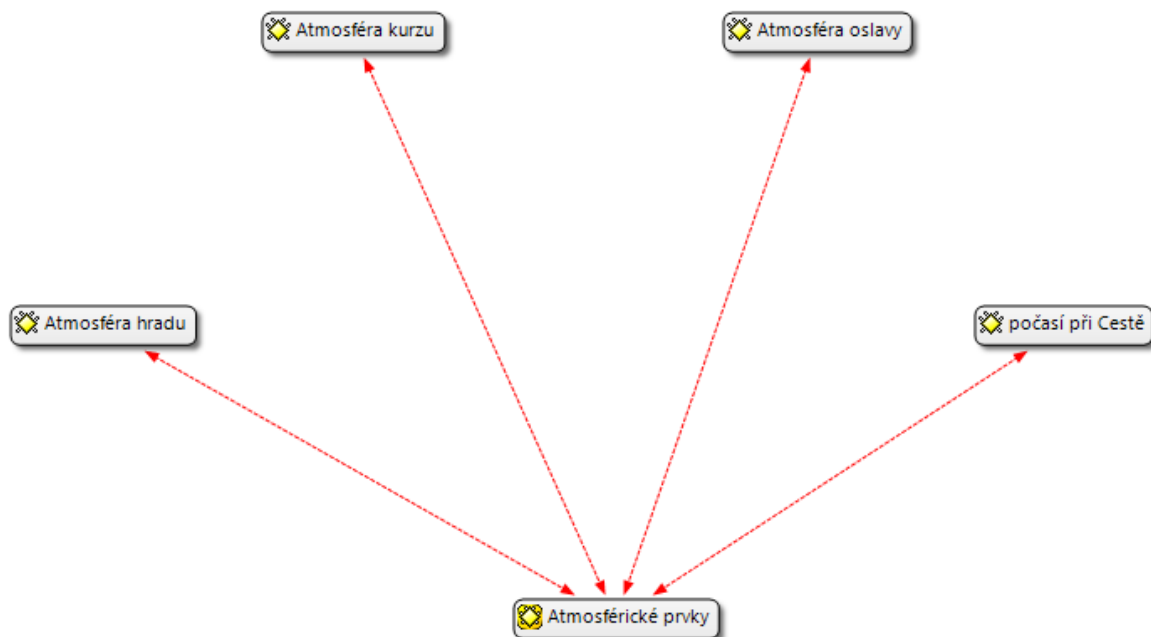 Atmosféra kurzu
Atmosféra oslavy
Atmosféra hradu
počasí při Cestě
Atmosférické prvky